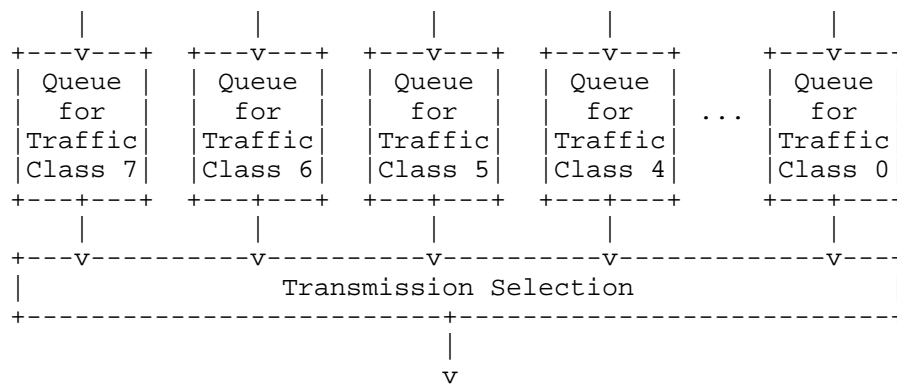 Queue Queue Queue Queue Queue
for for for for ... for
Traffic Traffic Traffic Traffic Traffic
Class 7 Class 6 Class 5 Class 4 Class 0
Transmission Selection